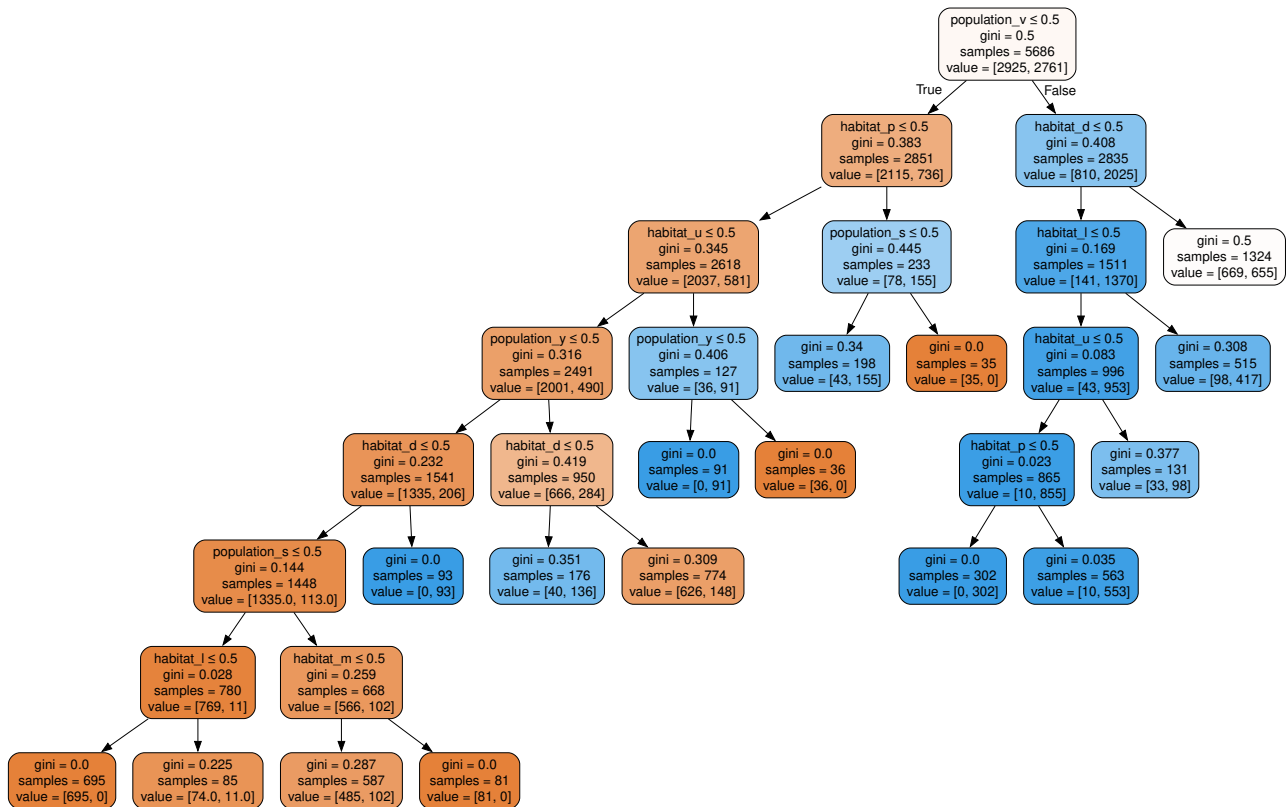 population_v ≤ 0.5
gini = 0.5
samples = 5686
value = [2925, 2761]
True
False
habitat_p ≤ 0.5
gini = 0.383
samples = 2851
value = [2115, 736]
habitat_d ≤ 0.5
gini = 0.408
samples = 2835
value = [810, 2025]
habitat_u ≤ 0.5
gini = 0.345
samples = 2618
value = [2037, 581]
population_s ≤ 0.5
gini = 0.445
samples = 233
value = [78, 155]
habitat_l ≤ 0.5
gini = 0.169
samples = 1511
value = [141, 1370]
gini = 0.5
samples = 1324
value = [669, 655]
population_y ≤ 0.5
gini = 0.316
samples = 2491
value = [2001, 490]
population_y ≤ 0.5
gini = 0.406
samples = 127
value = [36, 91]
gini = 0.34
samples = 198
value = [43, 155]
gini = 0.0
samples = 35
value = [35, 0]
habitat_u ≤ 0.5
gini = 0.083
samples = 996
value = [43, 953]
gini = 0.308
samples = 515
value = [98, 417]
habitat_d ≤ 0.5
gini = 0.232
samples = 1541
value = [1335, 206]
habitat_d ≤ 0.5
gini = 0.419
samples = 950
value = [666, 284]
gini = 0.0
samples = 91
value = [0, 91]
gini = 0.0
samples = 36
value = [36, 0]
habitat_p ≤ 0.5
gini = 0.023
samples = 865
value = [10, 855]
gini = 0.377
samples = 131
value = [33, 98]
population_s ≤ 0.5
gini = 0.144
samples = 1448
value = [1335.0, 113.0]
gini = 0.0
samples = 93
value = [0, 93]
gini = 0.351
samples = 176
value = [40, 136]
gini = 0.309
samples = 774
value = [626, 148]
gini = 0.0
samples = 302
value = [0, 302]
gini = 0.035
samples = 563
value = [10, 553]
habitat_l ≤ 0.5
gini = 0.028
samples = 780
value = [769, 11]
habitat_m ≤ 0.5
gini = 0.259
samples = 668
value = [566, 102]
gini = 0.0
samples = 695
value = [695, 0]
gini = 0.225
samples = 85
value = [74.0, 11.0]
gini = 0.287
samples = 587
value = [485, 102]
gini = 0.0
samples = 81
value = [81, 0]